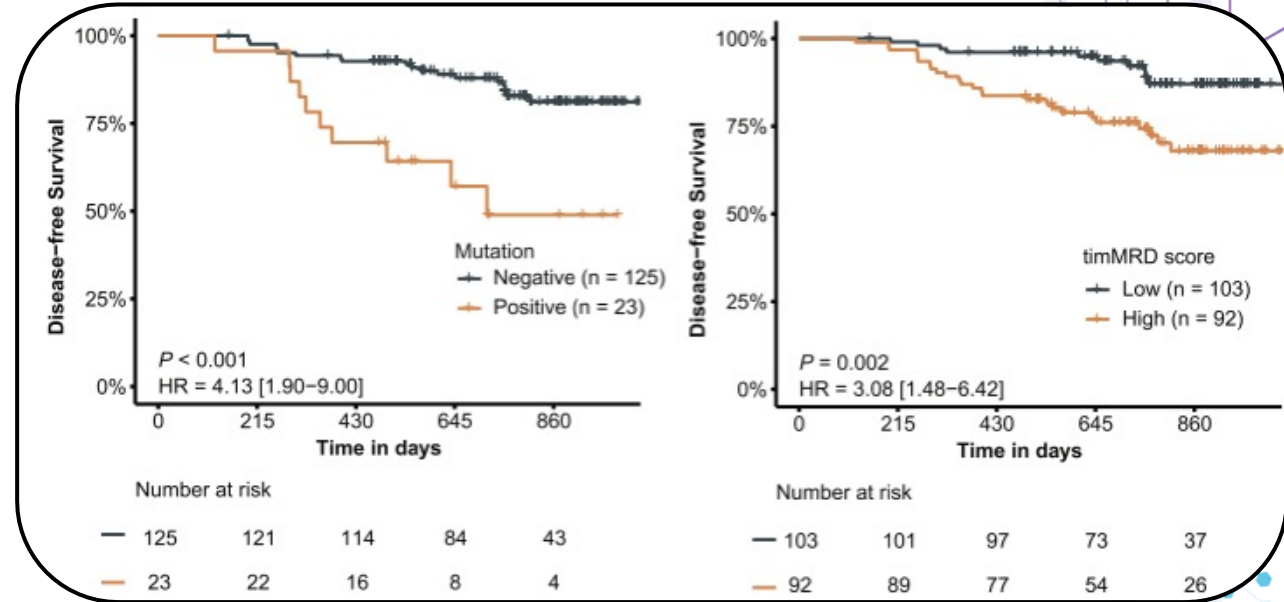 100%
75%
50%
25%
0%
Disease-free Survival
Mutation
Negative (n = 125)
Positive (n = 23)
P < 0.001
HR = 4.13 [1.90−9.00]
0 215 430 645 860
Time in days
Number at risk
125 121 114 84 43
23 22 16 8 4
100%
75%
50%
25%
0%
Disease-free Survival
timMRD score
Low (n = 103)
High (n = 92)
P = 0.002
HR = 3.08 [1.48−6.42]
0 215 430 645 860
Time in days
Number at risk
103 101 97 73 37
92 89 77 54 26